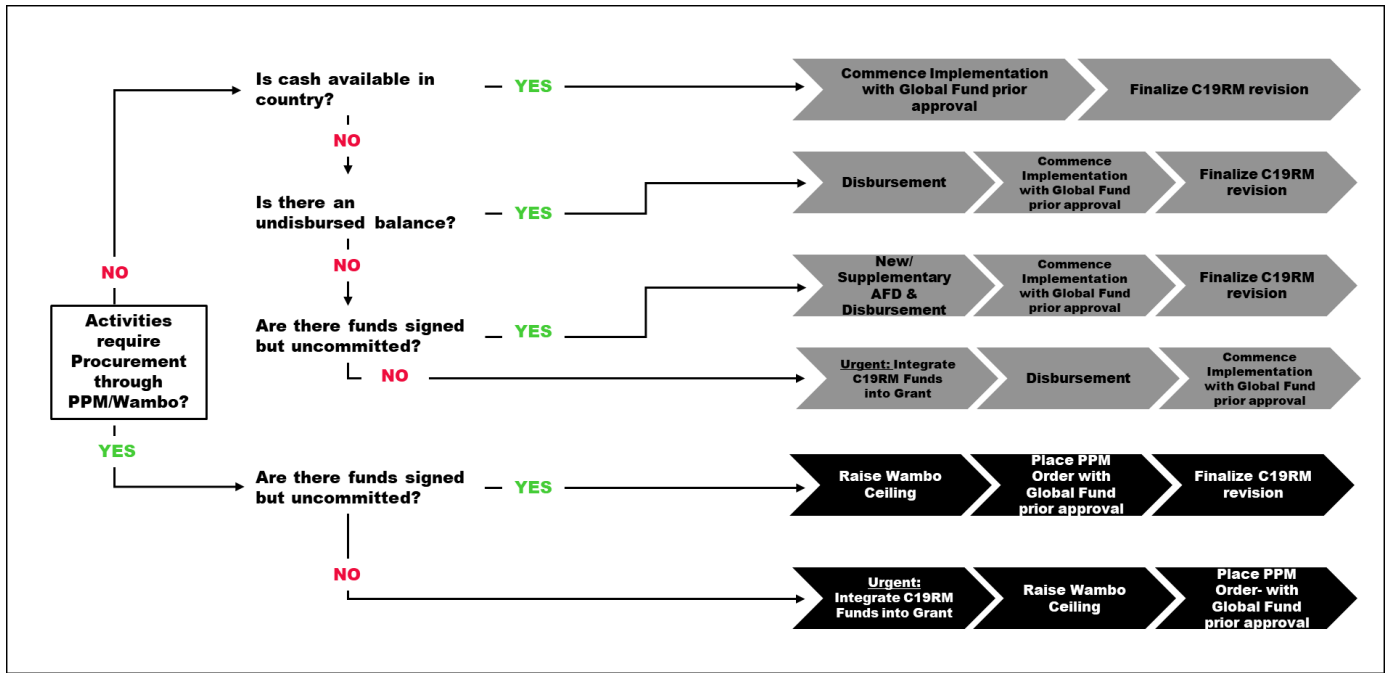 Is cash available in
country?
YES
Commence Implementation
with Global Fund prior
approval
Finalize C19RM revision
NO
Is there an
undisbursed balance?
YES
Disbursement
Commence
Implementation
with Global Fund
prior approval
Finalize C19RM
revision
NO
NO
Are there funds signed
but uncommitted?
YES
New/
Supplementary
AFD &
Disbursement
Commence
Implementation
with Global Fund
prior approval
Finalize C19RM
revision
Activities
require
Procurement
through
PPM/Wambo?
NO
Urgent: Integrate
C19RM Funds
into Grant
Disbursement
Commence
Implementation
with Global Fund
prior approval
YES
Are there funds signed
but uncommitted?
YES
Raise Wambo
Ceiling
Place PPM
Order with
Global Fund
prior approval
Finalize C19RM
revision
NO
Urgent:
Integrate C19RM
Funds into Grant
Raise Wambo
Ceiling
Place PPM
Order- with
Global Fund
prior approval